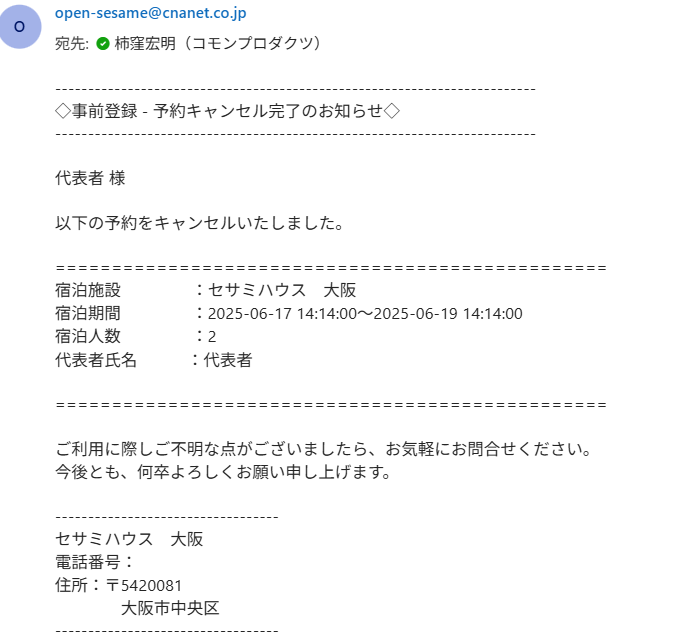 O
open-sesame@cnanet.co.jp
宛先: 柿窪宏明（コモンプロダクツ）
--------------------------------------------------------------------------
◇事前登録 - 予約キャンセル完了のお知らせ◇
--------------------------------------------------------------------------
代表者 様
以下の予約をキャンセルいたしました。
=================================================
宿泊施設　　　　：セサミハウス　大阪
宿泊期間　　　　：2025-06-17 14:14:00～2025-06-19 14:14:00
宿泊人数　　　　：2
代表者氏名　　　：代表者
=================================================
ご利用に際しご不明な点がございましたら、お気軽にお問合せください。
今後とも、何卒よろしくお願い申し上げます。
----------------------------------
セサミハウス　大阪
電話番号：
住所：〒5420081
　　　　大阪市中央区
----------------------------------